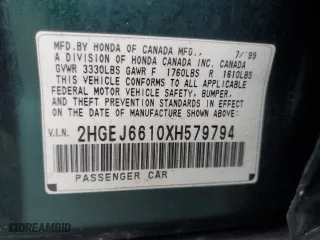 MFD. BY HONDA OF CANADA MFG., 7/'99
A DIVISION OF HONDA CANADA INC. CANADA
GVWR 3330LBS GAWR F 1760LBS R 1610LBS
THIS VEHICLE CONFORMS TO ALL APPLICABLE
FEDERAL MOTOR VEHICLE SAFETY, BUMPER,
AND THEFT PREVENTION STANDARDS IN EFFECT
ON THE DATE OF MANUFACTURE SHOWN ABOVE.
V.I.N. 2HGEJ6610XH579794
PASSENGER CAR
DREAMBID